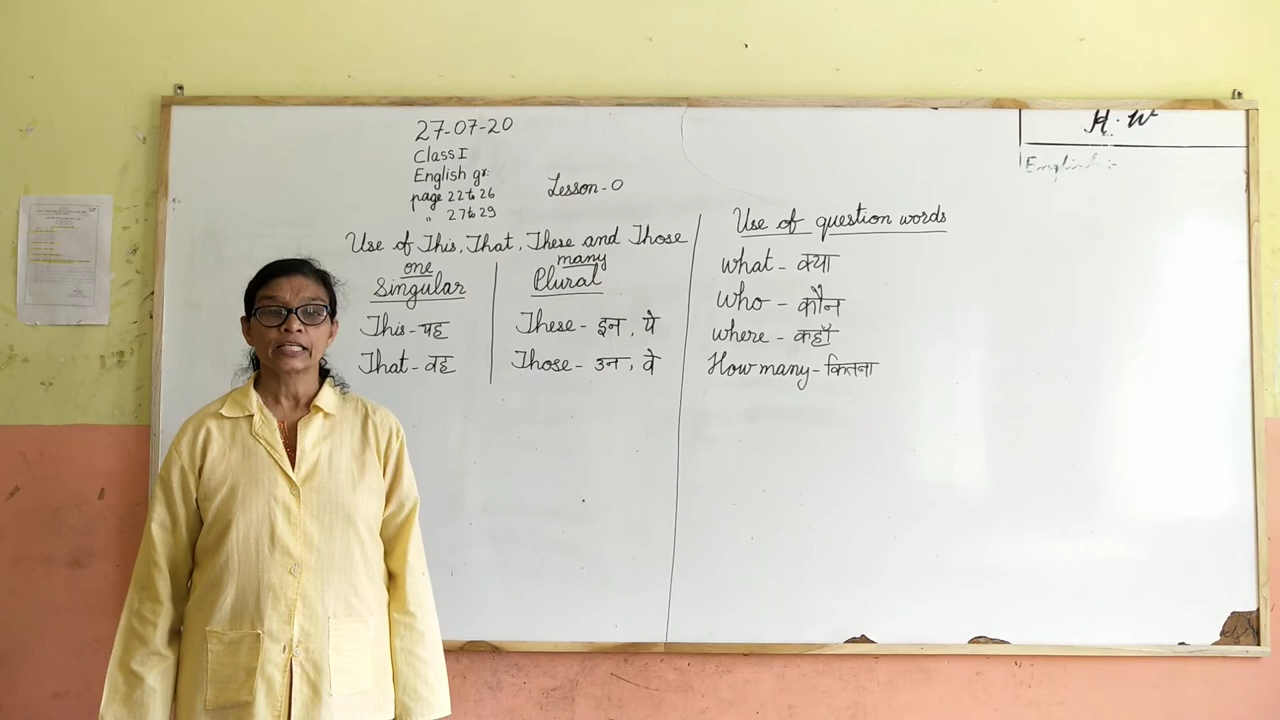 27-07-20
Class I
English gr.
page 22 to 26
" 27 to 29
Lesson-0
Use of This, That, These and Those
one
Singular
This - यह
That - वह
many
Plural
These - इन, ये
Those - उन, वे
Use of question words
what - क्या
who - कौन
where - कहाँ
How many - कितना
H.W
English :-